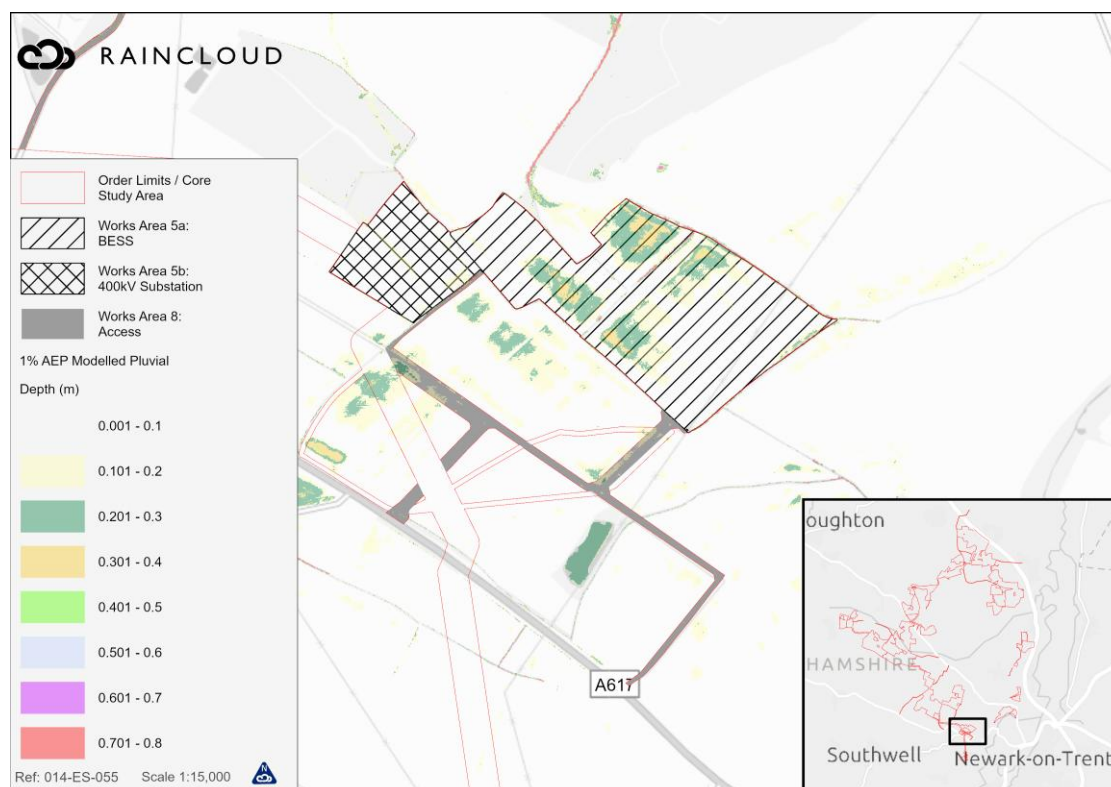 RAINCLOUD
Order Limits / Core
Study Area
Works Area 5a:
BESS
Works Area 5b:
400kV Substation
Works Area 8:
Access
1% AEP Modelled Pluvial
Depth (m)
0.001 - 0.1
0.101 - 0.2
0.201 - 0.3
0.301 - 0.4
0.401 - 0.5
0.501 - 0.6
0.601 - 0.7
0.701 - 0.8
Ref: 014-ES-055 Scale 1:15,000
N
A617
oughton
HAMSHIRE
Southwell
Newark-on-Trent